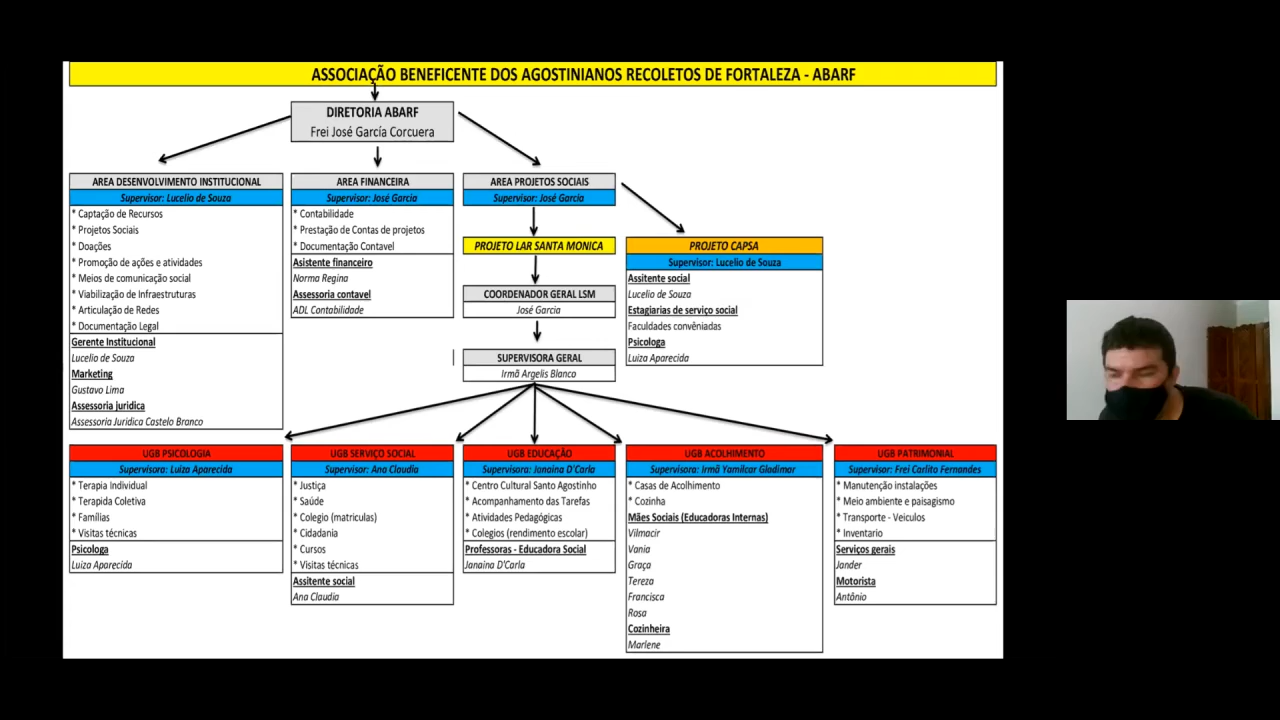 ASSOCIAÇÃO BENEFICENTE DOS AGOSTINIANOS RECOLETOS DE FORTALEZA - ABARF
DIRETORIA ABARF
Frei José García Corcuera
AREA DESENVOLVIMENTO INSTITUCIONAL
Supervisor: Lucelio de Souza
* Captação de Recursos
* Projetos Sociais
* Doações
* Promoção de ações e atividades
* Meios de comunicação social
* Viabilização de Infraestruturas
* Articulação de Redes
* Documentação Legal
Gerente Institucional
Lucelio de Souza
Marketing
Gustavo Lima
Assessoria juridica
Assessoria Juridica Castelo Branco
AREA FINANCEIRA
Supervisor: José Garcia
* Contabilidade
* Prestação de Contas de projetos
* Documentação Contavel
Asistente financeiro
Norma Regina
Assessoria contavel
ADL Contabilidade
AREA PROJETOS SOCIAIS
Supervisor: José Garcia
PROJETO LAR SANTA MONICA
COORDENADOR GERAL LSM
José Garcia
SUPERVISORA GERAL
Irmã Argelis Blanco
PROJETO CAPSA
Supervisor: Lucelio de Souza
Assitente social
Lucelio de Souza
Estagiarias de serviço social
Faculdades convêniadas
Psicologa
Luiza Aparecida
UGB PSICOLOGIA
Supervisora: Luiza Aparecida
* Terapia Individual
* Terapida Coletiva
* Famílias
* Visitas técnicas
Psicologa
Luiza Aparecida
UGB SERVIÇO SOCIAL
Supervisor: Ana Claudia
* Justiça
* Saúde
* Colegio (matriculas)
* Cidadania
* Cursos
* Visitas técnicas
Assitente social
Ana Claudia
UGB EDUCAÇÃO
Supervisora: Janaina D'Carla
* Centro Cultural Santo Agostinho
* Acompanhamento das Tarefas
* Atividades Pedagógicas
* Colegios (rendimento escolar)
Professoras - Educadora Social
Janaina D'Carla
UGB ACOLHIMENTO
Supervisora: Irmã Yamilcar Gladimar
* Casas de Acolhimento
* Cozinha
Mães Sociais (Educadoras Internas)
Vilmacir
Vania
Graça
Tereza
Francisca
Rosa
Cozinheira
Marlene
UGB PATRIMONIAL
Supervisor: Frei Carlito Fernandes
* Manutenção instalações
* Meio ambiente e paisagismo
* Transporte - Veiculos
* Inventario
Serviços gerais
Jander
Motorista
Antônio